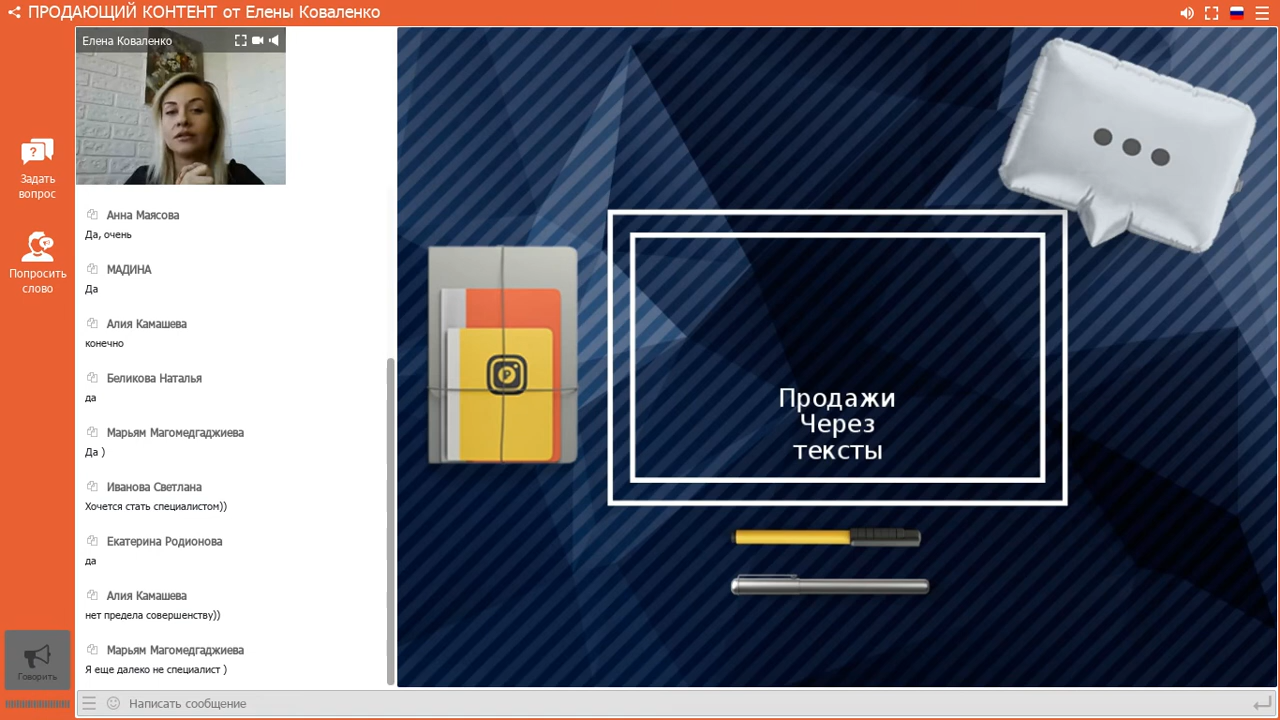 ПРОДАЮЩИЙ КОНТЕНТ от Елены Коваленко
Елена Коваленко
Задать
вопрос
Попросить
слово
Говорить
Анна Маясова
Да, очень
МАДИНА
Да
Алия Камашева
конечно
Беликова Наталья
да
Марьям Магомедгаджиева
Да )
Иванова Светлана
Хочется стать специалистом))
Екатерина Родионова
да
Алия Камашева
нет предела совершенству))
Марьям Магомедгаджиева
Я еще далеко не специалист )
Написать сообщение
Продажи
Через
тексты